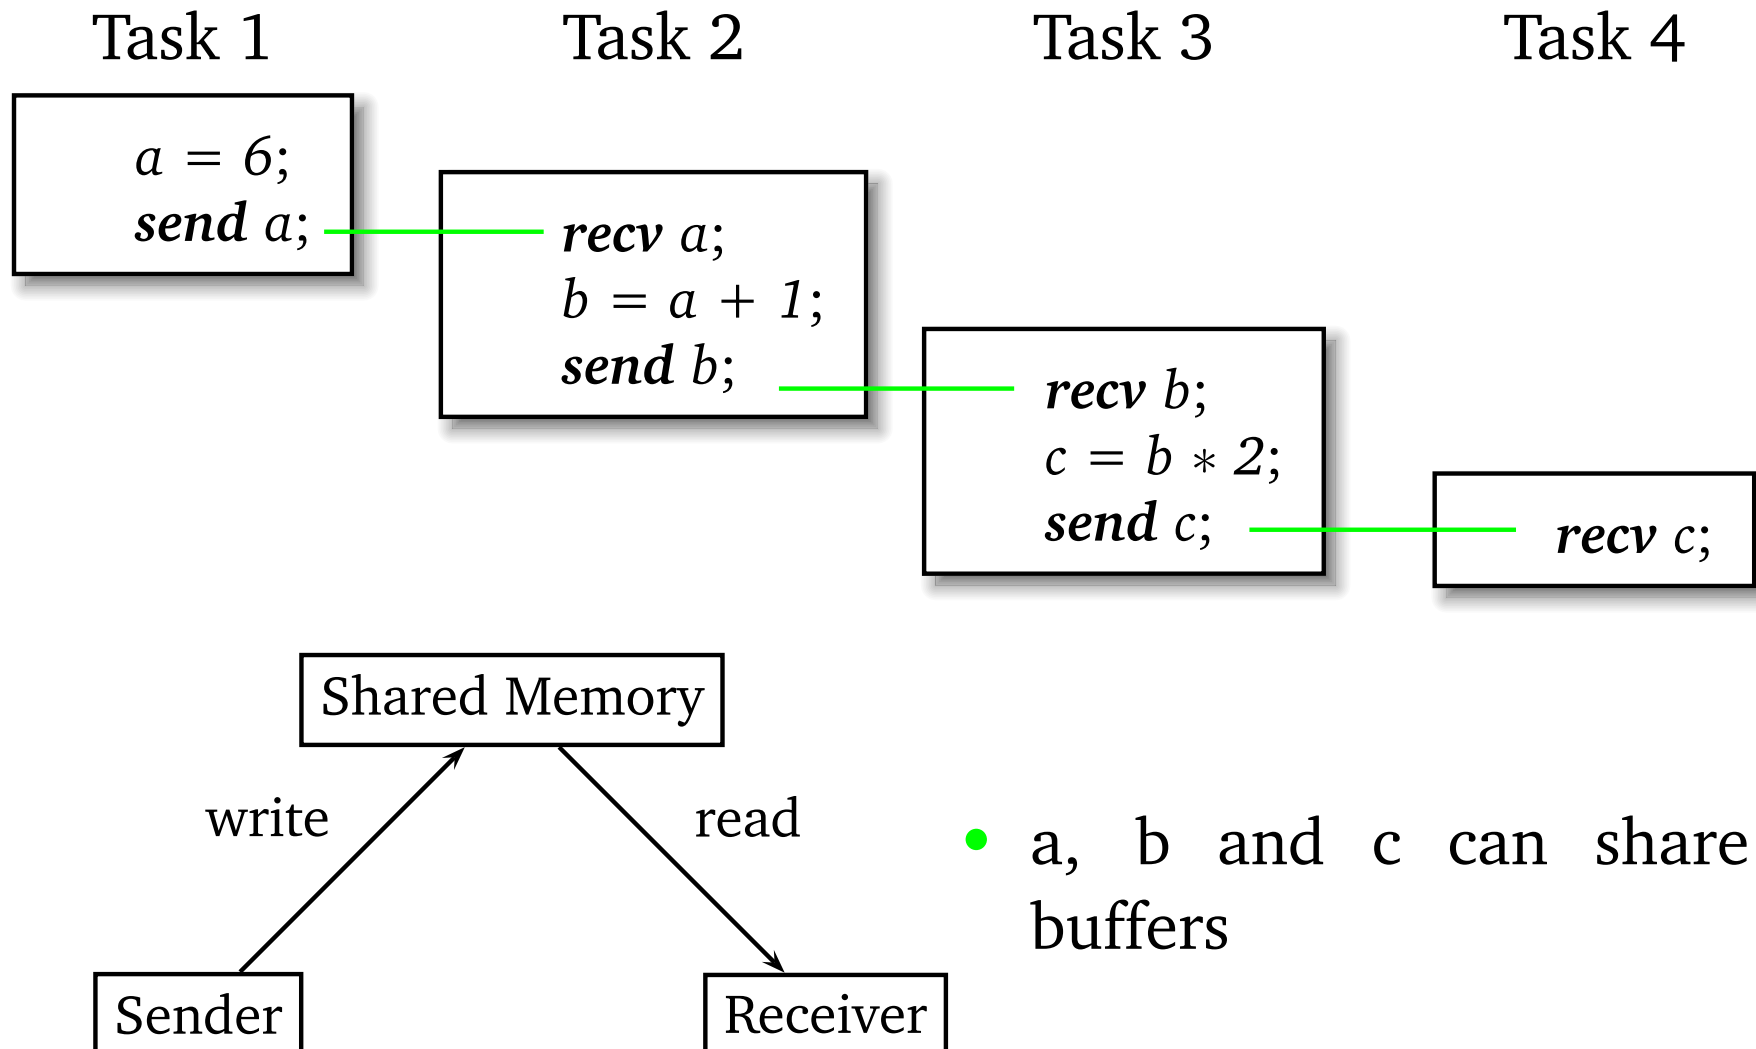 Task 1
Task 2
Task 3
Task 4
a = 6;
send a;
recv a;
b = a + 1;
send b;
recv b;
c = b * 2;
send c;
recv c;
Shared Memory
write
read
Sender
Receiver
• a, b and c can share
buffers